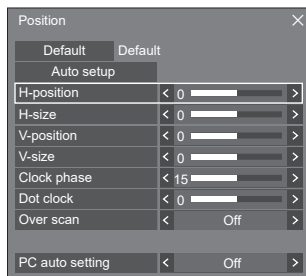 Position ×
Default Default
Auto setup
H-position < 0 >
H-size < 0 >
V-position < 0 >
V-size < 0 >
Clock phase < 15 >
Dot clock < 0 >
Over scan < Off >
PC auto setting < Off >